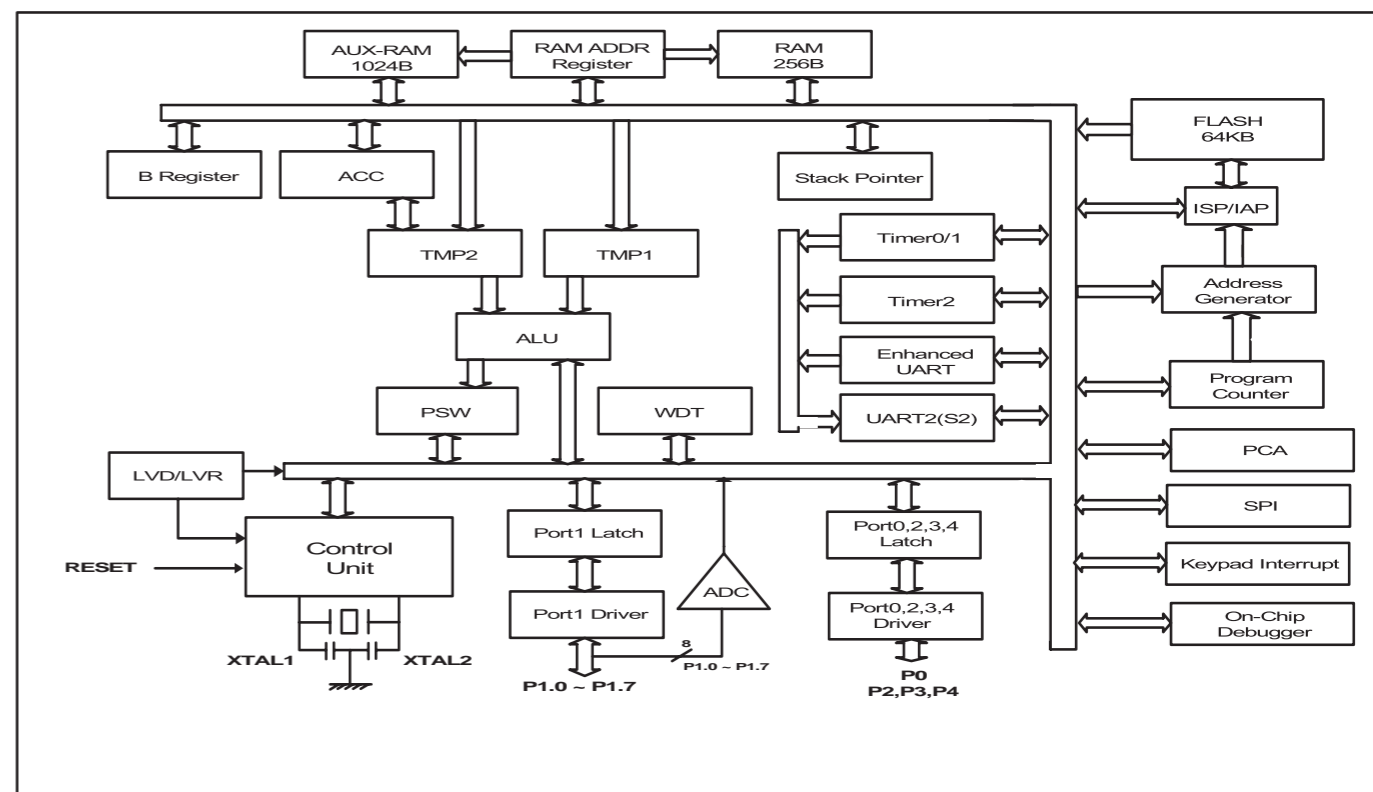 AUX-RAM
1024B
RAM ADDR
Register
RAM
256B
FLASH
64KB
B Register
ACC
Stack Pointer
ISP/IAP
TMP2
TMP1
Timer0/1
Address
Generator
Timer2
ALU
Enhanced
UART
Program
Counter
PSW
WDT
UART2(S2)
LVD/LVR
PCA
SPI
Control
Unit
RESET
Port1 Latch
Port0,2,3,4
Latch
Keypad Interrupt
ADC
Port1 Driver
Port0,2,3,4
Driver
On-Chip
Debugger
XTAL1
XTAL2
8
P1.0 ~ P1.7
P1.0 ~ P1.7
P0
P2,P3,P4